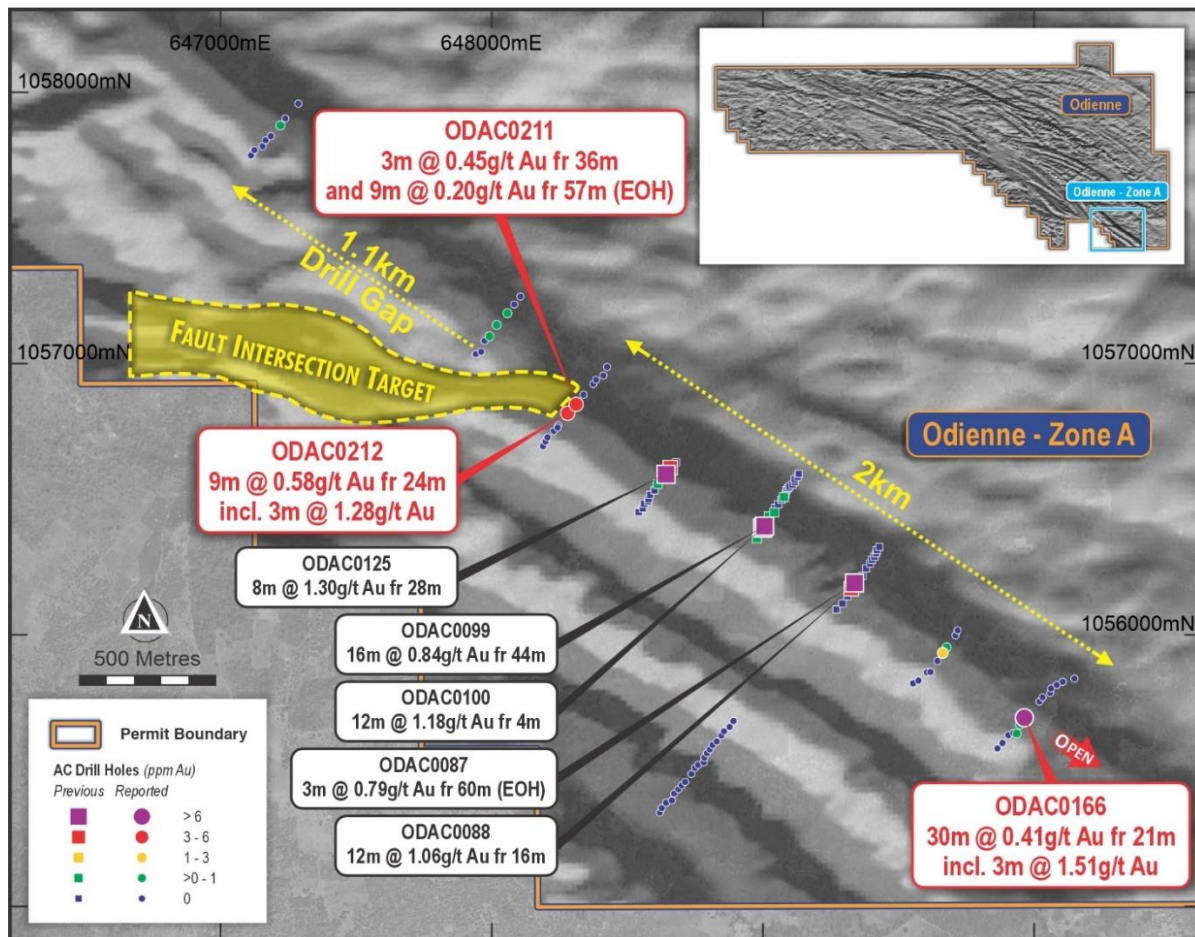 647000mE
648000mE
1058000mN
ODAC0211
3m @ 0.45g/t Au fr 36m
and 9m @ 0.20g/t Au fr 57m (EOH)
Odienne
Odienne - Zone A
1.1km
Drill Gap
1057000mN
1057000mN
FAULT INTERSECTION TARGET
Odienne - Zone A
2km
ODAC0212
9m @ 0.58g/t Au fr 24m
incl. 3m @ 1.28g/t Au
ODAC0125
8m @ 1.30g/t Au fr 28m
N
500 Metres
ODAC0099
16m @ 0.84g/t Au fr 44m
1056000mN
ODAC0100
12m @ 1.18g/t Au fr 4m
ODAC0087
3m @ 0.79g/t Au fr 60m (EOH)
ODAC0088
12m @ 1.06g/t Au fr 16m
OPEN
ODAC0166
30m @ 0.41g/t Au fr 21m
incl. 3m @ 1.51g/t Au
Permit Boundary
AC Drill Holes (ppm Au)
Previous Reported
> 6
3 - 6
1 - 3
>0 - 1
0